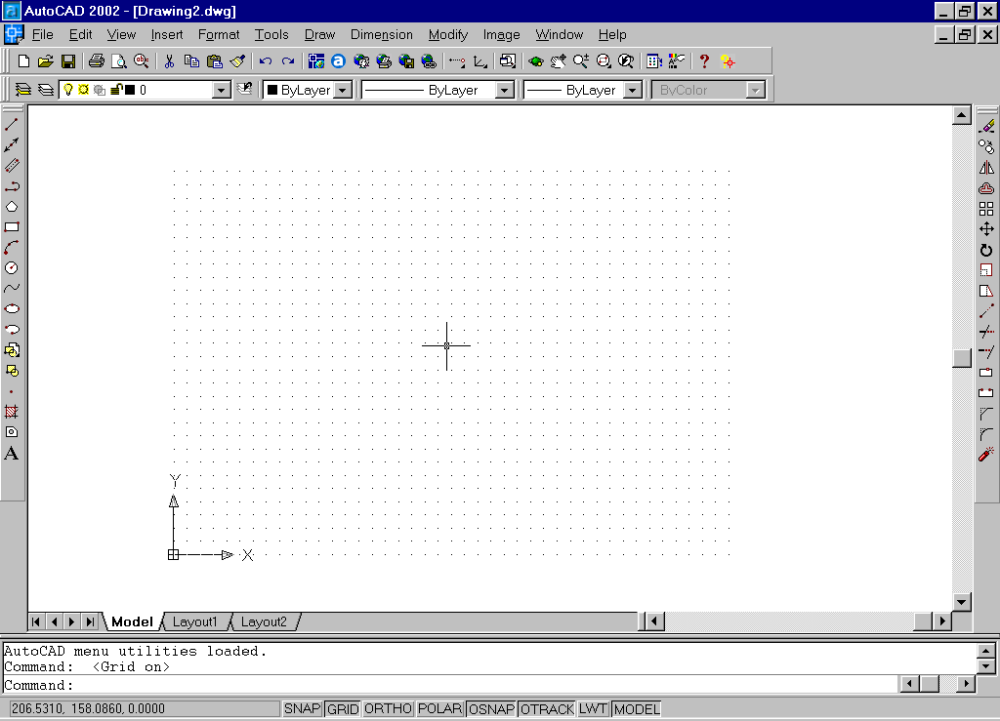 AutoCAD 2002 - [Drawing2.dwg]
File Edit View Insert Format Tools Draw Dimension Modify Image Window Help
0 ByLayer ByLayer ByLayer ByColor
A
Y
X
Model Layout1 Layout2
AutoCAD menu utilities loaded.
Command: <Grid on>
Command:
206.5310, 158.0860, 0.0000 SNAP GRID ORTHO POLAR OSNAP OTRACK LWT MODEL